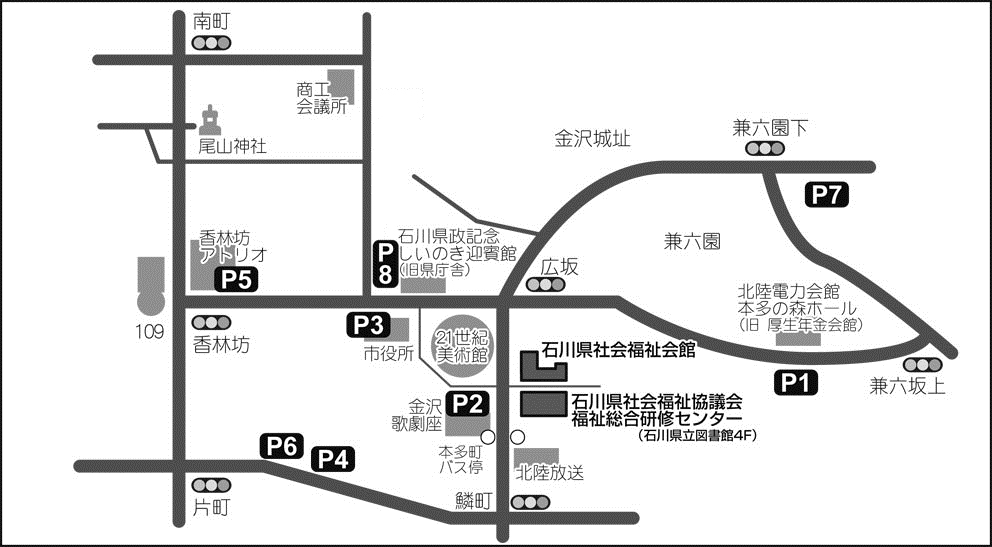 南町
商工
会議所
尾山神社
金沢城址
兼六園下
P7
香林坊
アトリオ
P5
P
8
石川県政記念
しいのき迎賓館
(旧県庁舎)
広坂
兼六園
北陸電力会館
本多の森ホール
(旧 厚生年金会館)
109
香林坊
P3
市役所
21世紀
美術館
石川県社会福祉会館
P1
兼六坂上
金沢
歌劇座
P2
石川県社会福祉協議会
福祉総合研修センター
(石川県立図書館4F)
P6
P4
本多町
バス停
北陸放送
片町
鱗町